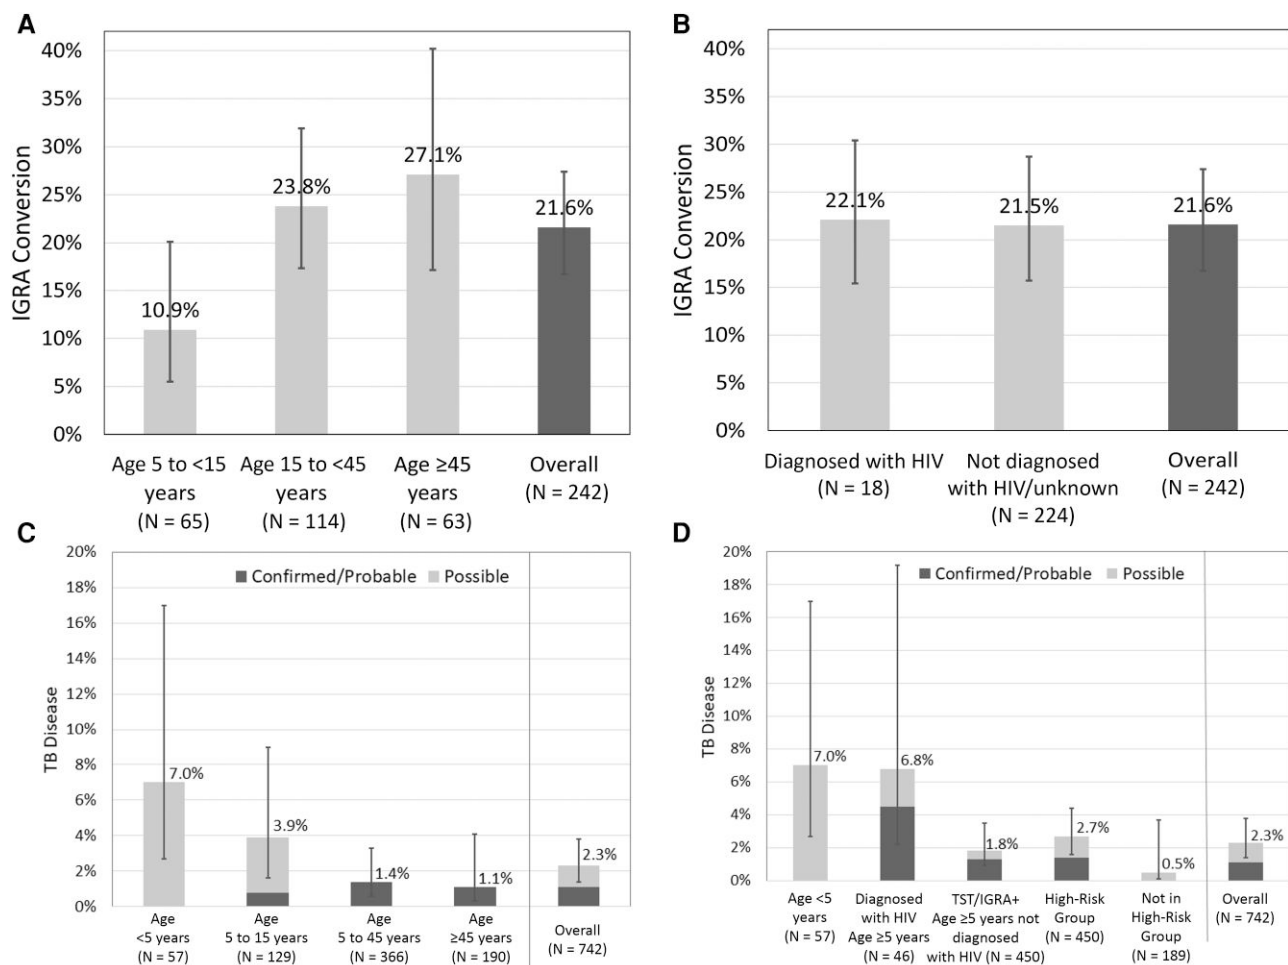 A
IGRA Conversion
40%
35%
30%
25%
20%
15%
10%
5%
0%
10.9%
23.8%
27.1%
21.6%
Age 5 to <15
years
(N = 65)
Age 15 to <45
years
(N = 114)
Age ≥45
years
(N = 63)
Overall
(N = 242)
B
IGRA Conversion
40%
35%
30%
25%
20%
15%
10%
5%
0%
22.1%
21.5%
21.6%
Diagnosed with HIV
(N = 18)
Not diagnosed
with HIV/unknown
(N = 224)
Overall
(N = 242)
C
TB Disease
20%
18%
16%
14%
12%
10%
8%
6%
4%
2%
0%
Confirmed/Probable
Possible
7.0%
3.9%
1.4%
1.1%
2.3%
Age
<5 years
(N = 57)
Age
5 to 15 years
(N = 129)
Age
5 to 45 years
(N = 366)
Age
≥45 years
(N = 190)
Overall
(N = 742)
D
TB Disease
20%
18%
16%
14%
12%
10%
8%
6%
4%
2%
0%
Confirmed/Probable
Possible
7.0%
6.8%
1.8%
2.7%
0.5%
2.3%
Age <5
years
(N = 57)
Diagnosed
with HIV
Age ≥5 years
(N = 46)
TST/IGRA+
Age ≥5 years not
diagnosed
with HIV (N = 450)
High-Risk
Group
(N = 450)
Not in
High-Risk
Group
(N = 189)
Overall
(N = 742)